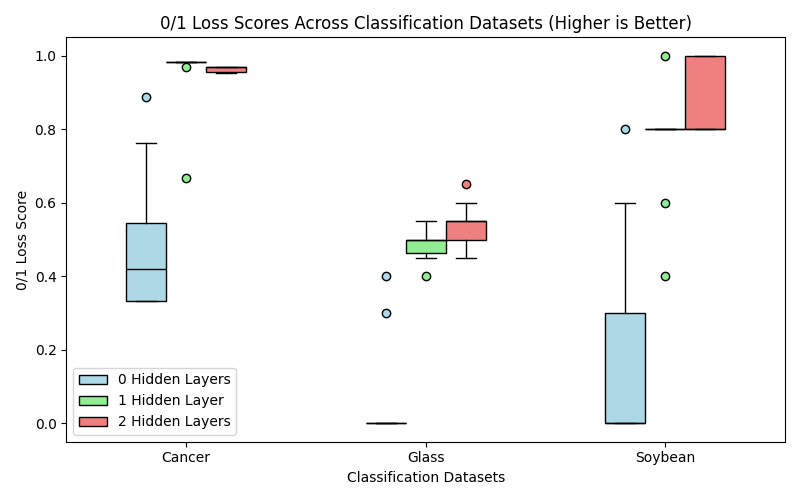 0/1 Loss Scores Across Classification Datasets (Higher is Better)
0/1 Loss Score
1.0
0.8
0.6
0.4
0.2
0.0
0 Hidden Layers
1 Hidden Layer
2 Hidden Layers
Cancer
Glass
Soybean
Classification Datasets